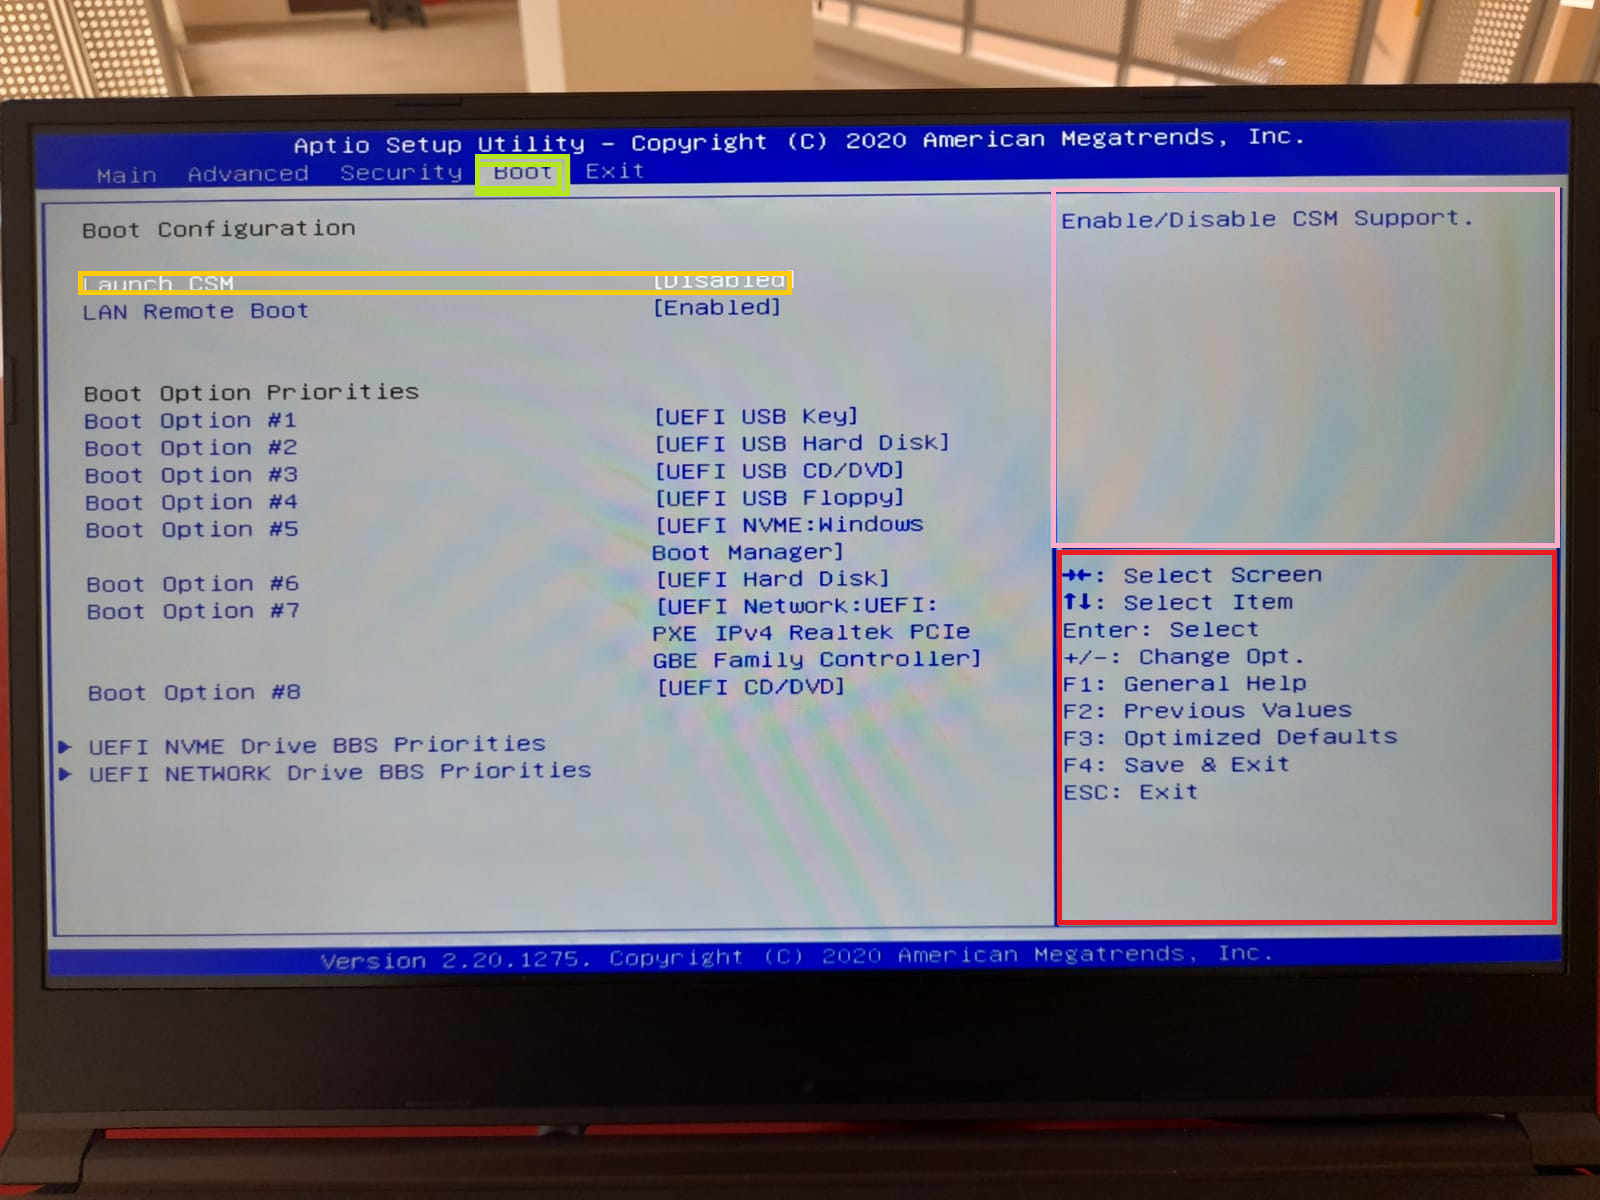 Aptio Setup Utility - Copyright (C) 2020 American Megatrends, Inc.
Main Advanced Security Boot Exit
Boot Configuration
Launch CSM [Disabled]
LAN Remote Boot [Enabled]
Boot Option Priorities
Boot Option #1 [UEFI USB Key]
Boot Option #2 [UEFI USB Hard Disk]
Boot Option #3 [UEFI USB CD/DVD]
Boot Option #4 [UEFI USB Floppy]
Boot Option #5 [UEFI NVME:Windows
Boot Manager]
Boot Option #6 [UEFI Hard Disk]
Boot Option #7 [UEFI Network:UEFI:
PXE IPv4 Realtek PCIe
GBE Family Controller]
Boot Option #8 [UEFI CD/DVD]
▶ UEFI NVME Drive BBS Priorities
▶ UEFI NETWORK Drive BBS Priorities
Enable/Disable CSM Support.
→←: Select Screen
↑↓: Select Item
Enter: Select
+/-: Change Opt.
F1: General Help
F2: Previous Values
F3: Optimized Defaults
F4: Save & Exit
ESC: Exit
Version 2.20.1275. Copyright (C) 2020 American Megatrends, Inc.